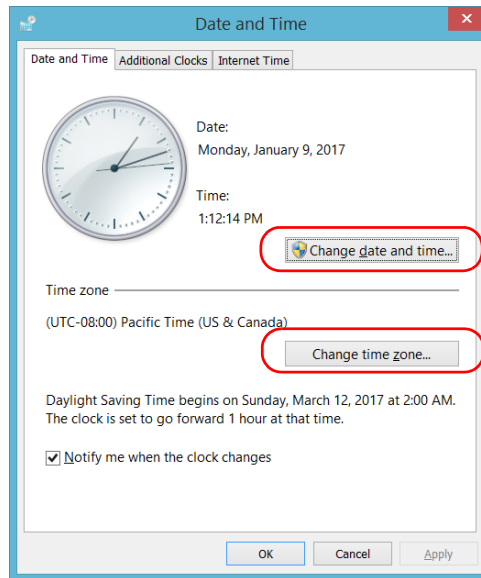 Date and Time
Date and Time Additional Clocks Internet Time
Date:
Monday, January 9, 2017
Time:
1:12:14 PM
Change date and time...
Time zone
(UTC-08:00) Pacific Time (US & Canada)
Change time zone...
Daylight Saving Time begins on Sunday, March 12, 2017 at 2:00 AM.
The clock is set to go forward 1 hour at that time.
Notify me when the clock changes
OK Cancel Apply